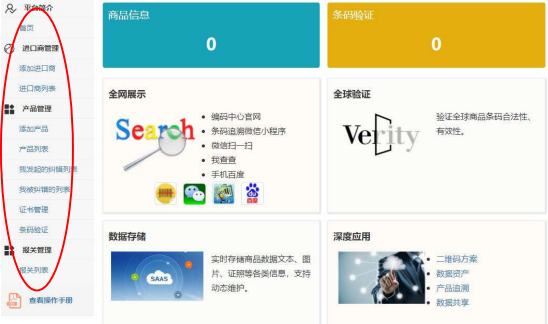 平台简介
首页
进口商管理
添加进口商
进口商列表
产品管理
添加产品
产品列表
我发起的纠错列表
我被纠错的列表
证书管理
条码验证
报关管理
报关列表
查看操作手册
商品信息
0
条码验证
0
全网展示
Search
编码中心官网
条码追溯微信小程序
微信扫一扫
我查查
手机百度
全球验证
Verity
验证全球商品条码合法性、
有效性。
数据存储
SAAS
实时存储商品数据文本、图
片、证照等各类信息，支持
动态维护。
深度应用
二维码方案
数据资产
产品追溯
数据共享